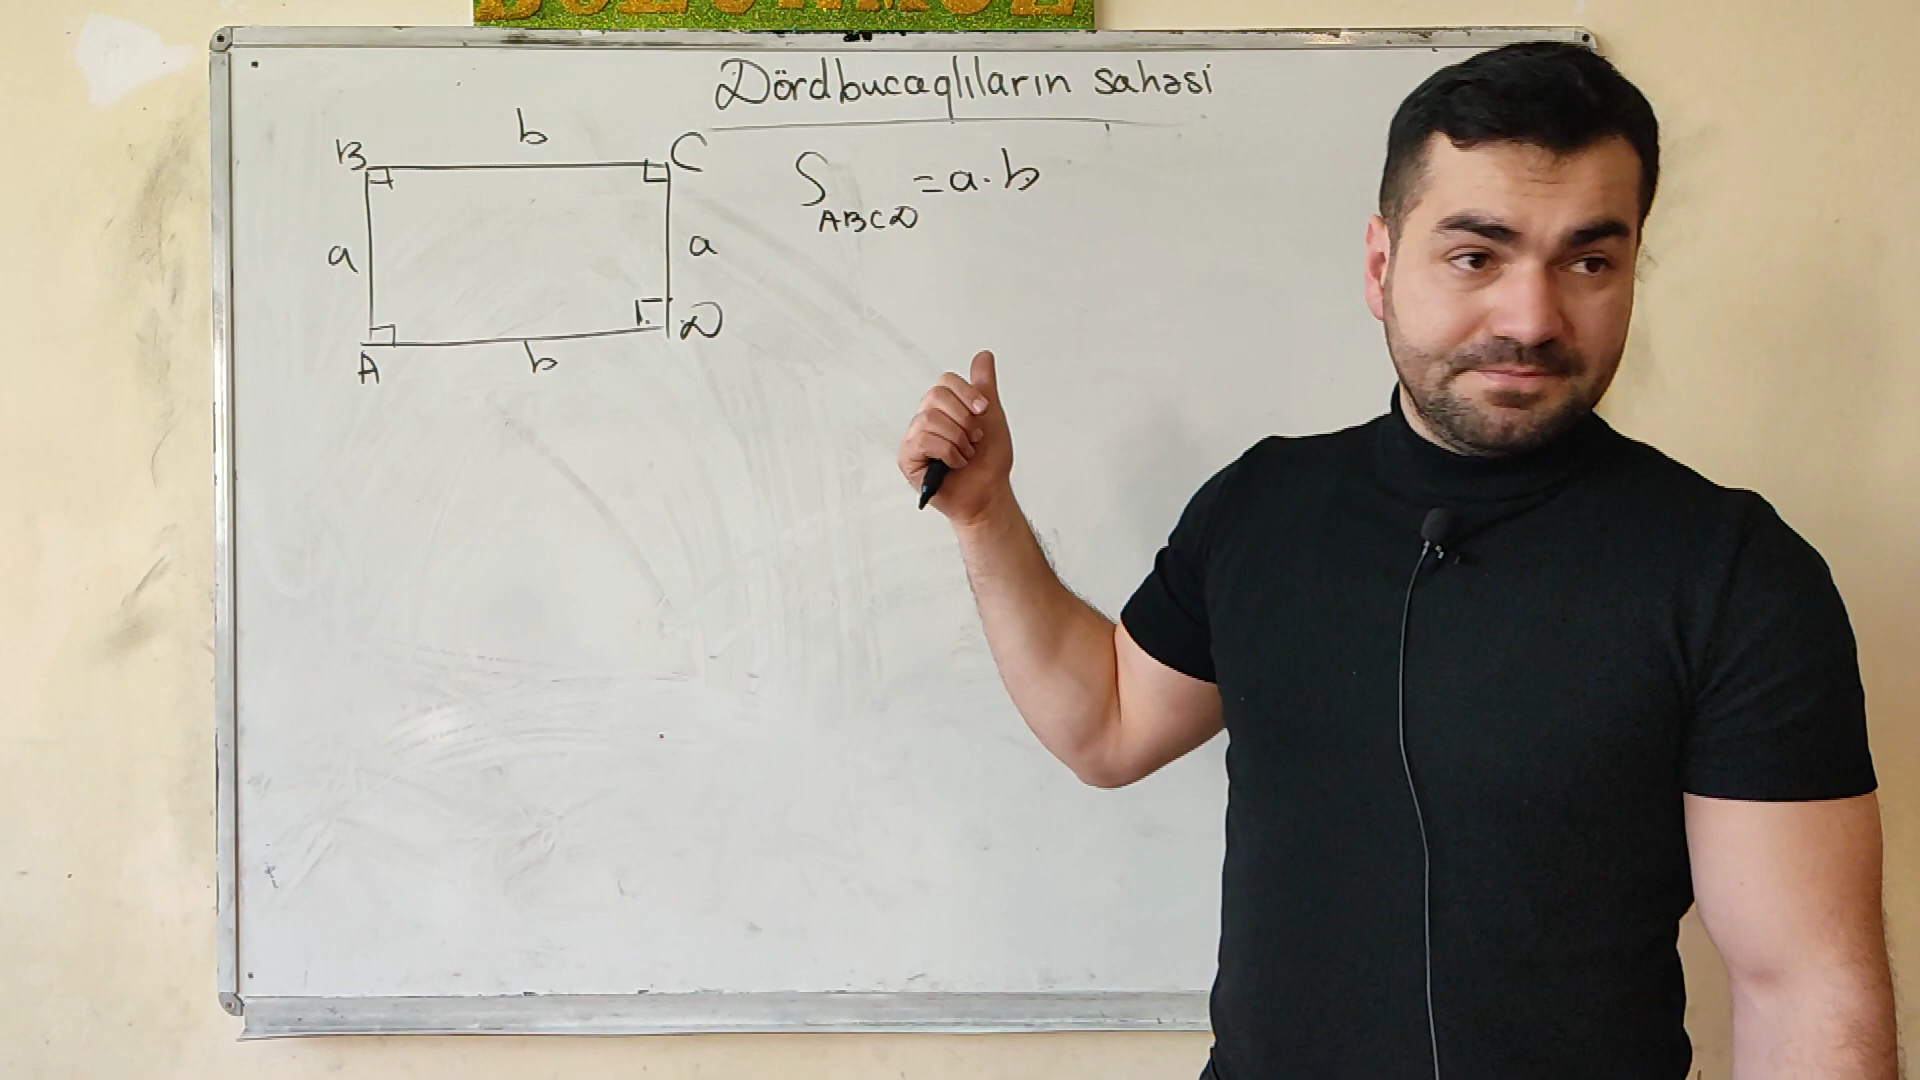 Dördbucaqlıların sahəsi
b
B C
S ABCD = a·b
a a
D
A b